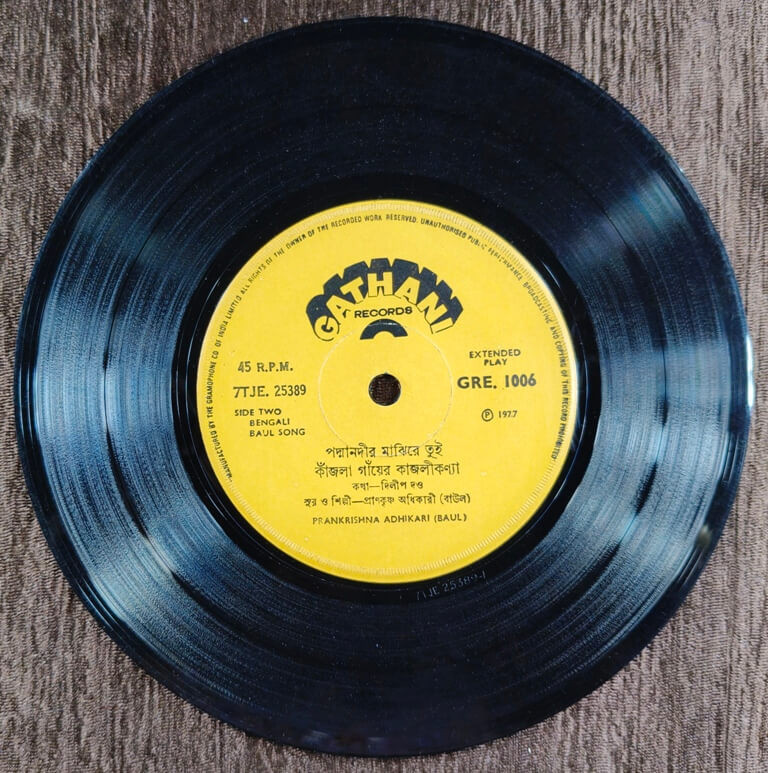 MANUFACTURED BY THE GRAMOPHONE CO OF INDIA LIMITED ALL RIGHTS OF THE OWNER OF THE RECORDED WORK RESERVED. UNAUTHORISED PUBLIC PERFORMANCE BROADCASTING AND COPYING OF THIS RECORD PROHIBITED
GATHANI
RECORDS
45 R.P.M.
7TJE. 25389
SIDE TWO
BENGALI
BAUL SONG
EXTENDED
PLAY
GRE. 1006
Ⓟ 1977
পদ্মানদীর মাঝিরে তুই
কাঁজলা গাঁয়ের কাজলীকণ্যা
কথা—দিলীপ দও
সুর ও শিল্পী—প্রাণকৃষ্ণ অধিকারী (বাউল)
PRANKRISHNA ADHIKARI (BAUL)